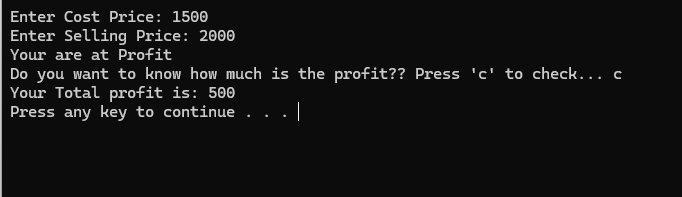 Enter Cost Price: 1500
Enter Selling Price: 2000
Your are at Profit
Do you want to know how much is the profit?? Press 'c' to check... c
Your Total profit is: 500
Press any key to continue . . .